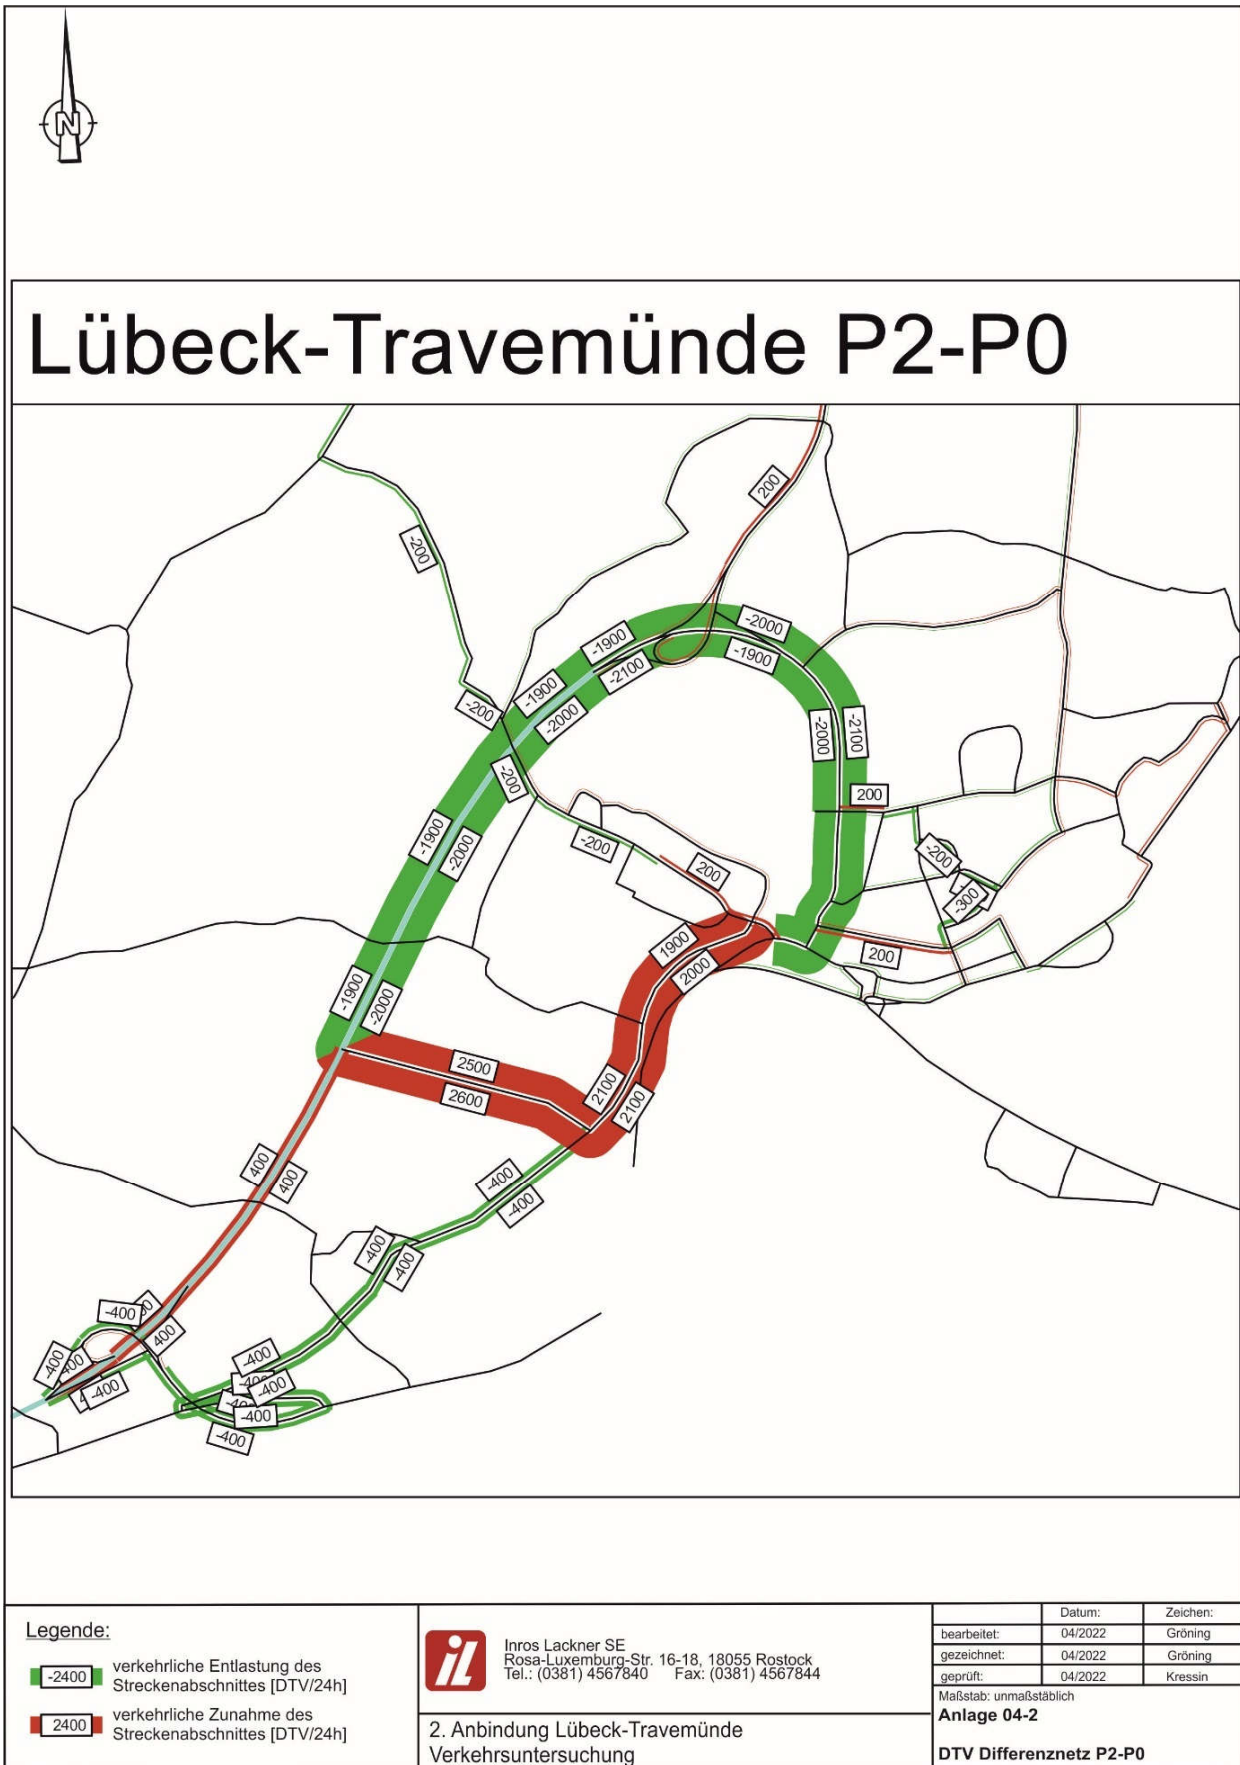 N
Lübeck-Travemünde P2-P0
200
-200
-2000
-1900
-1900
-2100
-1900
-2000
-200
-2000
-2100
-200
200
-1900
-2000
-200
200
-200
-300
1900
2000
200
-1900
-2000
2500
2600
2100
2100
400
400
-400
-400
-400
-400
-400
400
-400
-400
-400
-400
-400
-400
Legende:
-2400
verkehrliche Entlastung des
Streckenabschnittes [DTV/24h]
2400
verkehrliche Zunahme des
Streckenabschnittes [DTV/24h]
iL
Inros Lackner SE
Rosa-Luxemburg-Str. 16-18, 18055 Rostock
Tel.: (0381) 4567840 Fax: (0381) 4567844
2. Anbindung Lübeck-Travemünde
Verkehrsuntersuchung
Datum: Zeichen:
bearbeitet: 04/2022 Gröning
gezeichnet: 04/2022 Gröning
geprüft: 04/2022 Kressin
Maßstab: unmaßstäblich
Anlage 04-2
DTV Differenznetz P2-P0